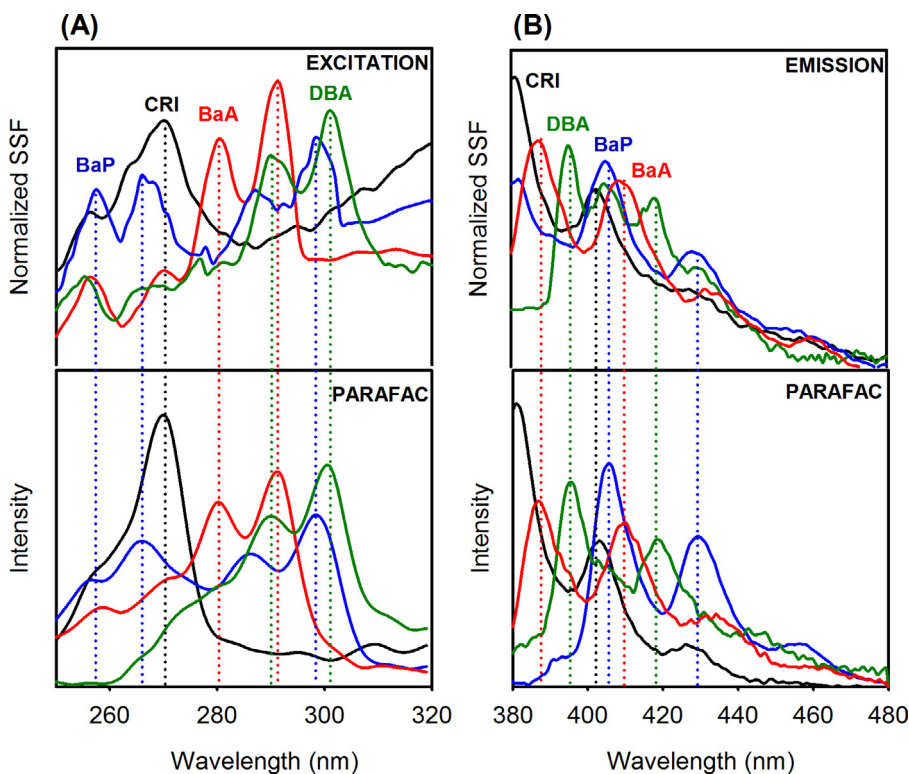 (A)
(B)
EXCITATION
EMISSION
CRI
BaA
DBA
BaP
CRI
DBA
BaP
BaA
Normalized SSF
Normalized SSF
PARAFAC
PARAFAC
Intensity
Intensity
260 280 300 320
380 400 420 440 460 480
Wavelength (nm)
Wavelength (nm)